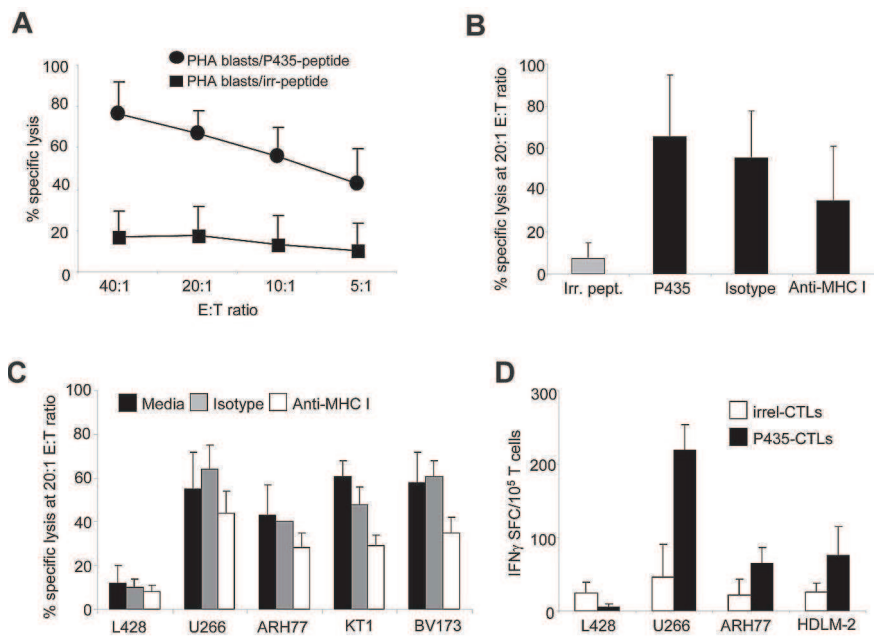 A
PHA blasts/P435-peptide
PHA blasts/irr-peptide
100
80
60
40
20
0
% specific lysis
40:1 20:1 10:1 5:1
E:T ratio
B
100
80
60
40
20
0
% specific lysis at 20:1 E:T ratio
Irr. pept. P435 Isotype Anti-MHC I
C
Media Isotype Anti-MHC I
100
80
60
40
20
0
% specific lysis at 20:1 E:T ratio
L428 U266 ARH77 KT1 BV173
D
300
200
100
0
IFNγ SFC/10⁵ T cells
irrel-CTLs
P435-CTLs
L428 U266 ARH77 HDLM-2